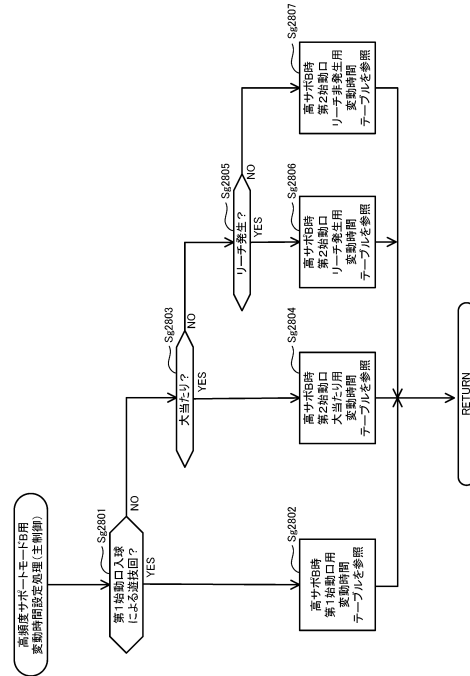 高頻度サポートモードB用
変動時間設定処理(主制御)
Sg2801
第1始動口入球
による遊技回?
NO
YES
Sg2802
高サポB時
第1始動口用
変動時間
テーブルを参照
Sg2803
大当たり?
NO
YES
Sg2804
高サポB時
第2始動口
大当たり用
変動時間
テーブルを参照
Sg2805
リーチ発生?
NO
YES
Sg2806
高サポB時
第2始動口
リーチ発生用
変動時間
テーブルを参照
Sg2807
高サポB時
第2始動口
リーチ非発生用
変動時間
テーブルを参照
RETURN